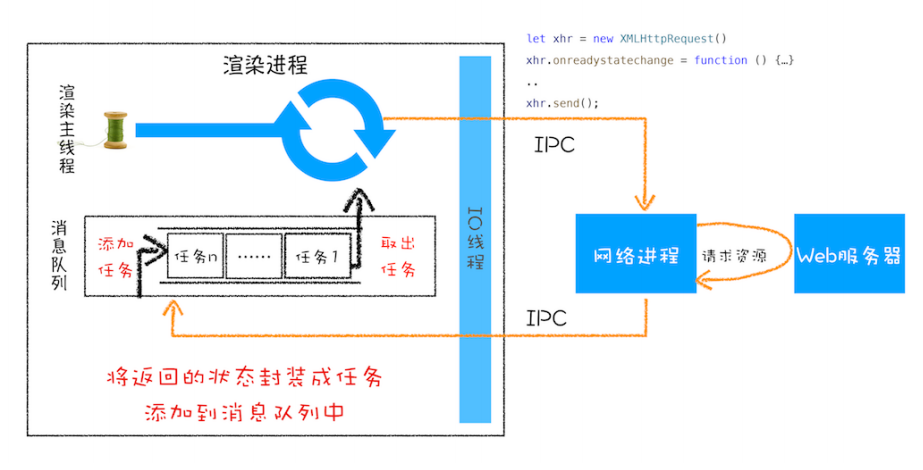 let xhr = new XMLHttpRequest()
xhr.onreadystatechange = function () {…}
..
xhr.send();
渲染进程
渲染主线程
IPC
消息队列
添加
任务
任务n
……
任务1
取出
任务
IO线程
网络进程
请求资源
Web服务器
IPC
将返回的状态封装成任务
添加到消息队列中